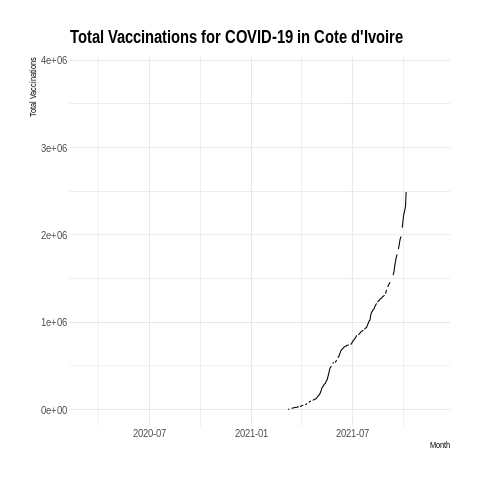 Total Vaccinations for COVID-19 in Cote d'Ivoire
Total Vaccinations
4e+06
3e+06
2e+06
1e+06
0e+00
2020-07
2021-01
2021-07
Month